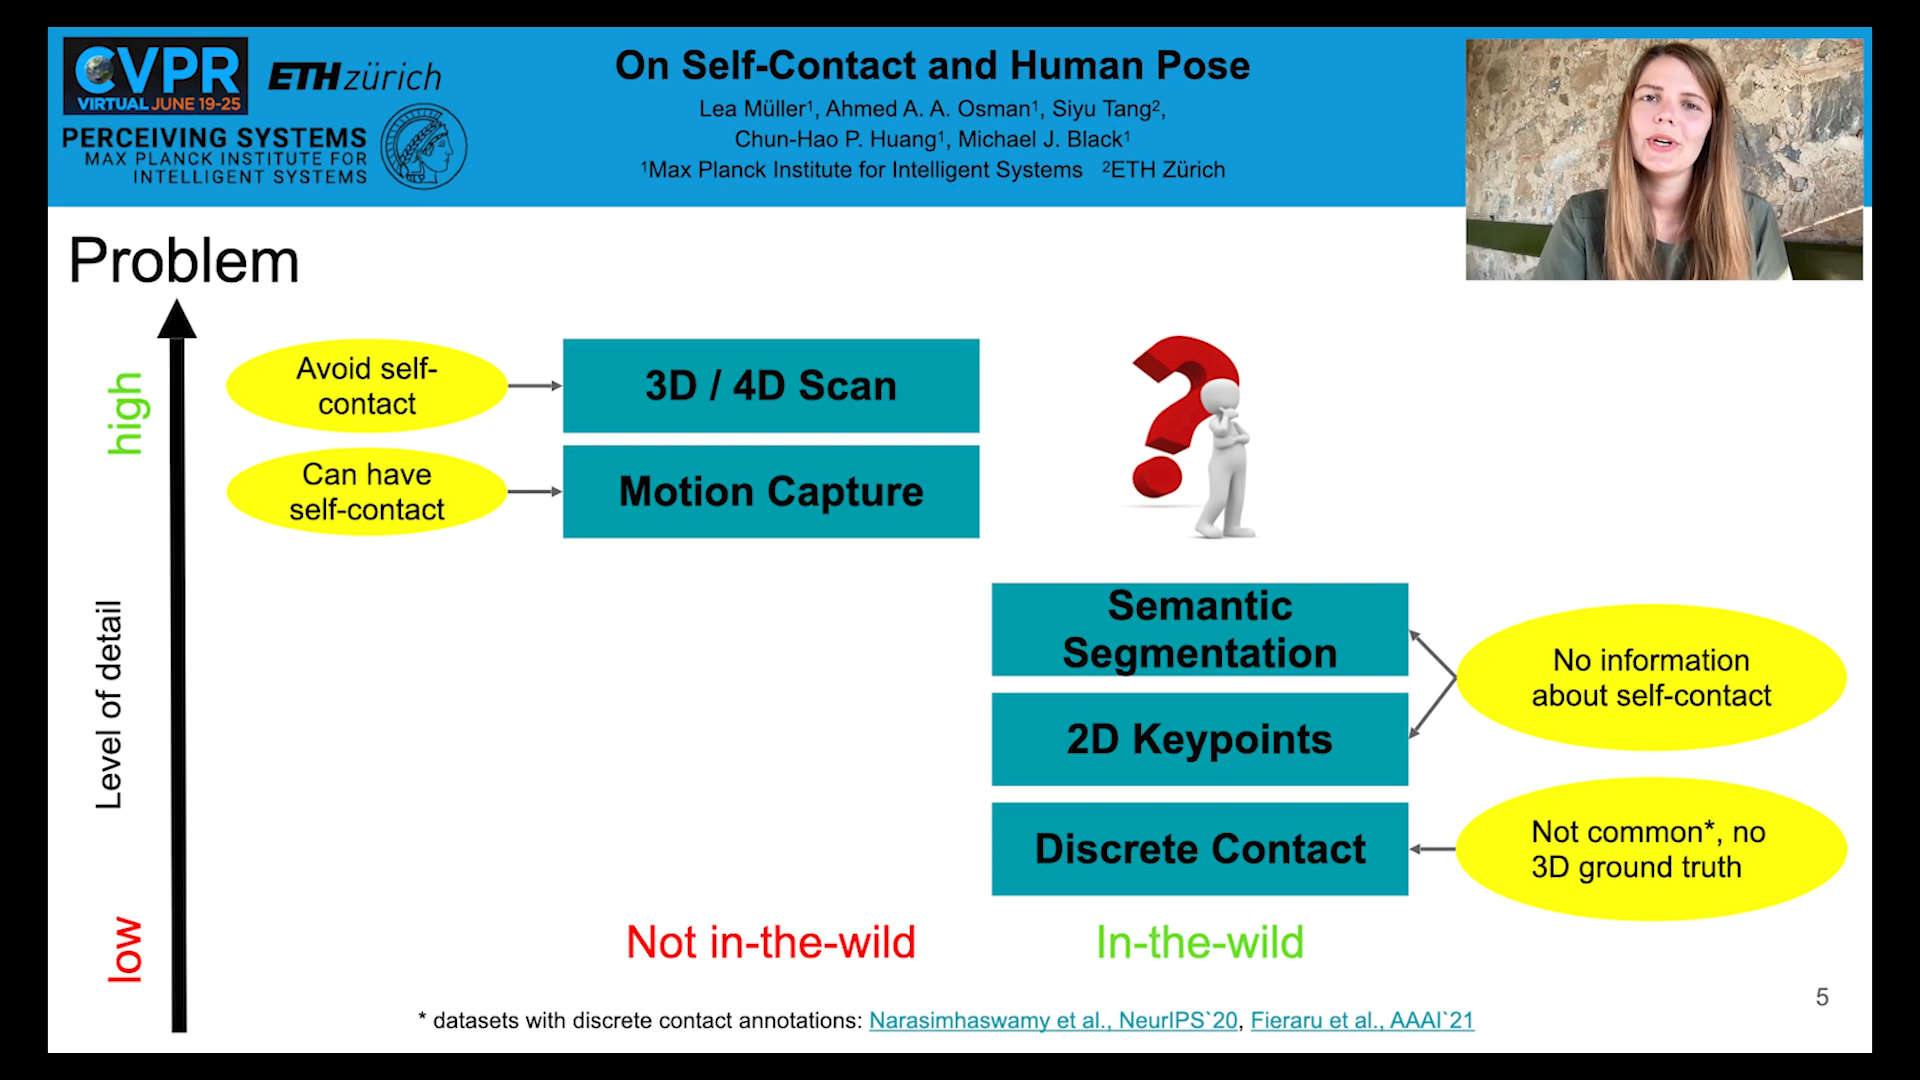 CVPR
VIRTUAL JUNE 19-25
ETH zürich
PERCEIVING SYSTEMS
MAX PLANCK INSTITUTE FOR
INTELLIGENT SYSTEMS
On Self-Contact and Human Pose
Lea Müller¹, Ahmed A. A. Osman¹, Siyu Tang²,
Chun-Hao P. Huang¹, Michael J. Black¹
¹Max Planck Institute for Intelligent Systems ²ETH Zürich
Problem
high
Level of detail
low
Avoid self-
contact
3D / 4D Scan
Can have
self-contact
Motion Capture
?
Semantic
Segmentation
2D Keypoints
No information
about self-contact
Discrete Contact
Not common*, no
3D ground truth
Not in-the-wild
In-the-wild
* datasets with discrete contact annotations: Narasimhaswamy et al., NeurIPS`20, Fieraru et al., AAAI`21
5